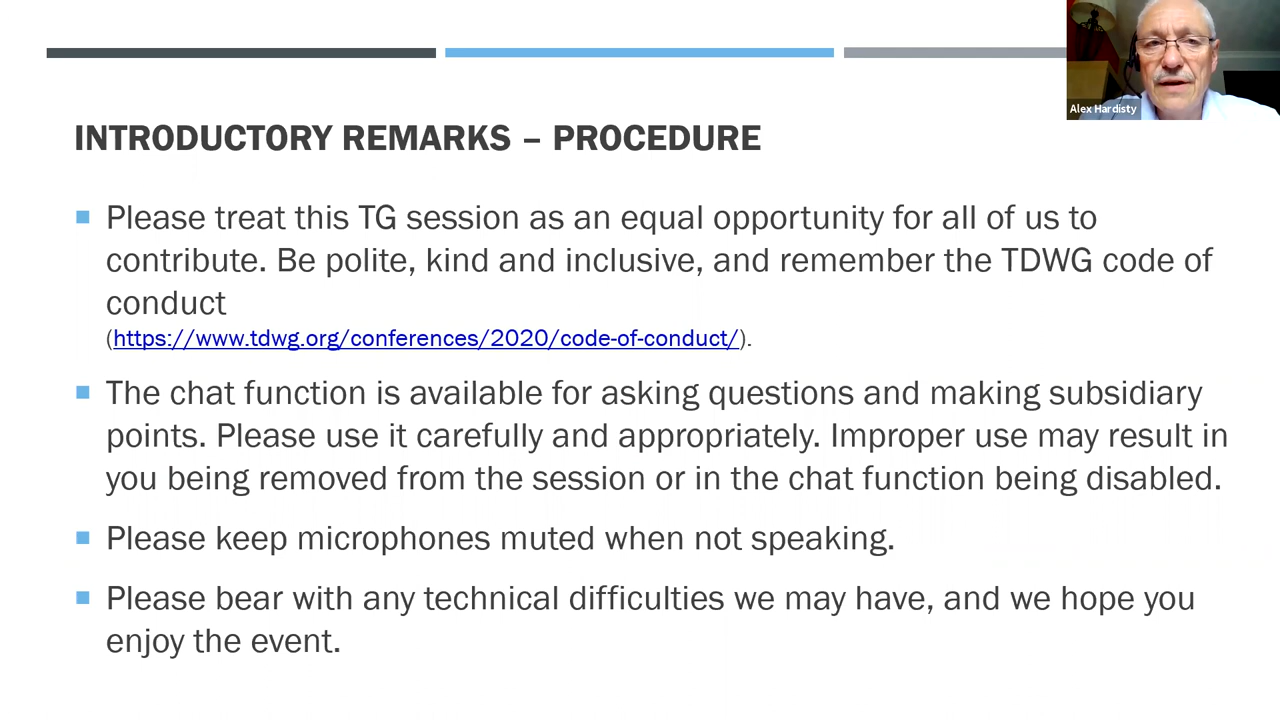 Alex Hardisty
INTRODUCTORY REMARKS – PROCEDURE
Please treat this TG session as an equal opportunity for all of us to
contribute. Be polite, kind and inclusive, and remember the TDWG code of
conduct
(https://www.tdwg.org/conferences/2020/code-of-conduct/).
The chat function is available for asking questions and making subsidiary
points. Please use it carefully and appropriately. Improper use may result in
you being removed from the session or in the chat function being disabled.
Please keep microphones muted when not speaking.
Please bear with any technical difficulties we may have, and we hope you
enjoy the event.